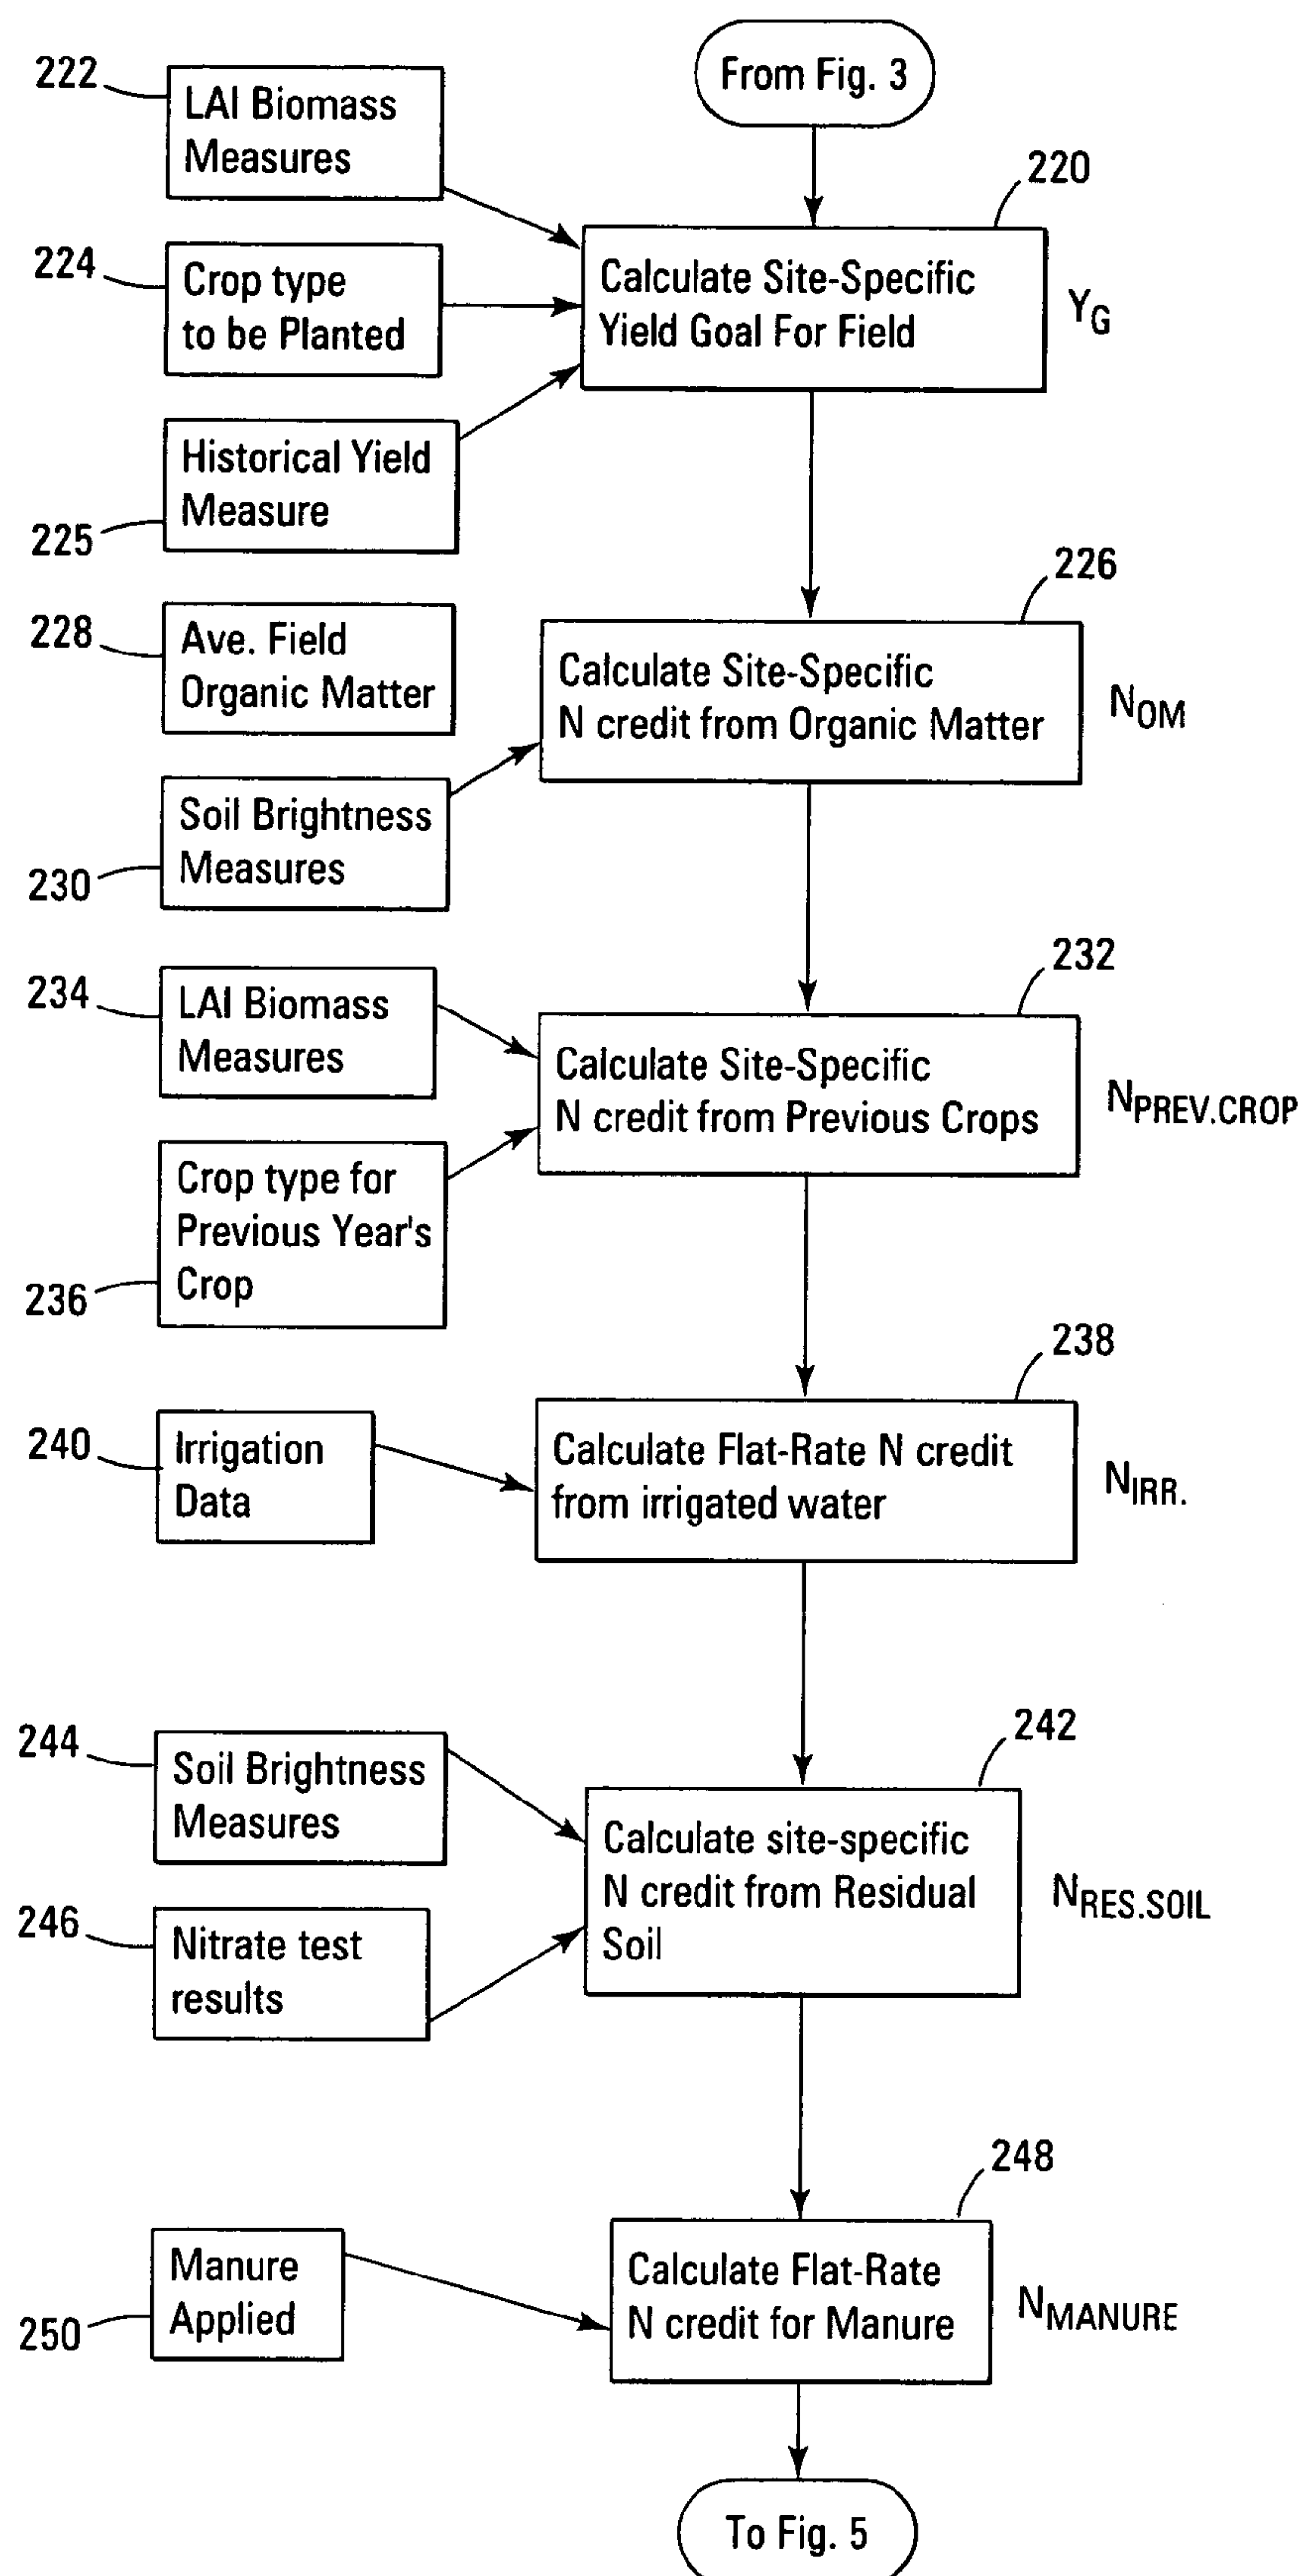 From Fig. 3
222
LAI Biomass
Measures
220
224
Crop type
to be Planted
Calculate Site-Specific
Yield Goal For Field
YG
Historical Yield
Measure
225
226
228
Ave. Field
Organic Matter
Calculate Site-Specific
N credit from Organic Matter
NOM
Soil Brightness
Measures
230
232
234
LAI Biomass
Measures
Calculate Site-Specific
N credit from Previous Crops
NPREV.CROP
Crop type for
Previous Year's
Crop
236
238
240
Irrigation
Data
Calculate Flat-Rate N credit
from irrigated water
NIRR.
242
244
Soil Brightness
Measures
Calculate site-specific
N credit from Residual
Soil
NRES.SOIL
246
Nitrate test
results
248
Manure
Applied
250
Calculate Flat-Rate
N credit for Manure
NMANURE
To Fig. 5